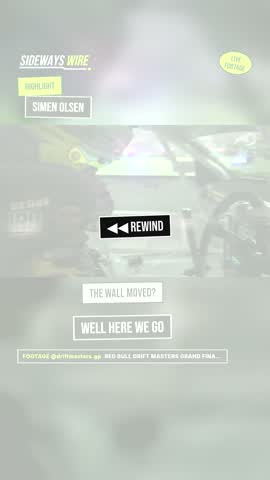 SIDEWAYS WIRE.
LIVE
FOOTAGE
HIGHLIGHT
SIMEN OLSEN
REWIND
THE WALL MOVED?
WELL HERE WE GO
FOOTAGE @driftmasters.gp RED BULL DRIFT MASTERS GRAND FINA...